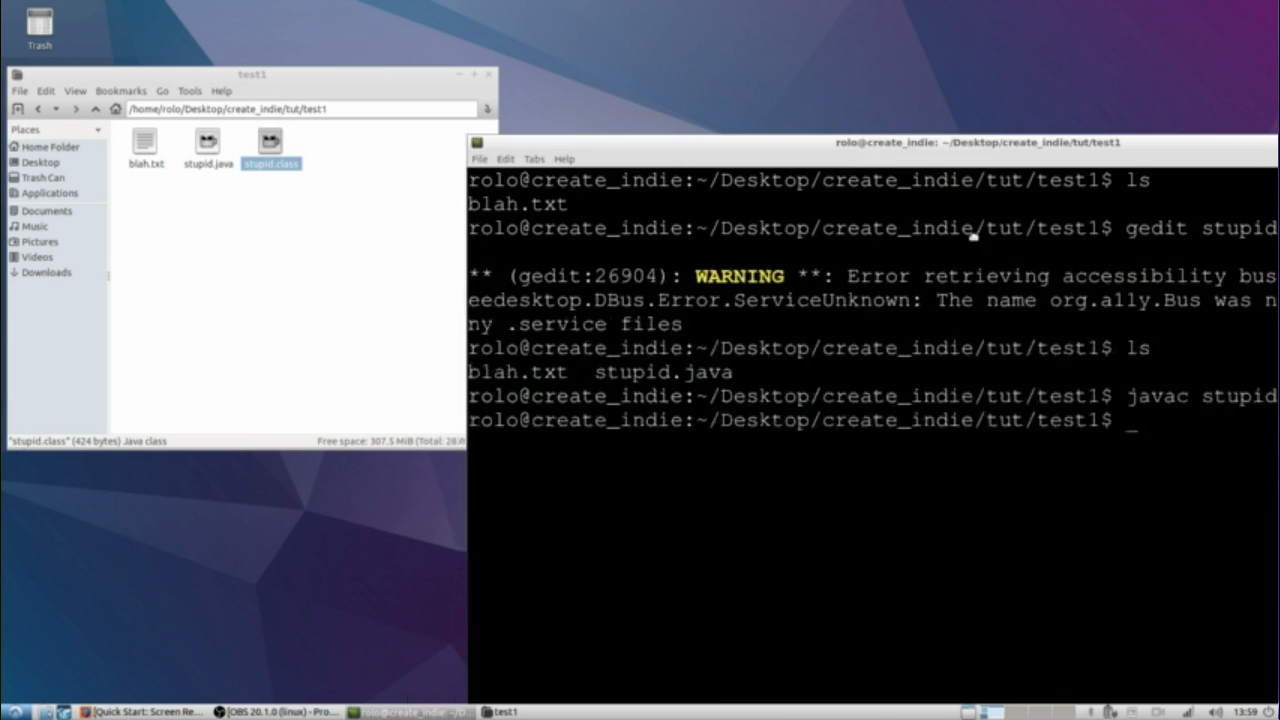 Trash
test1
File Edit View Bookmarks Go Tools Help
/home/rolo/Desktop/create_indie/tut/test1
Places
Home Folder
Desktop
Trash Can
Applications
Documents
Music
Pictures
Videos
Downloads
blah.txt stupid.java stupid.class
"stupid.class" (424 bytes) Java class Free space: 307.5 MiB (Total: 28.
rolo@create_indie: ~/Desktop/create_indie/tut/test1
File Edit Tabs Help
rolo@create_indie:~/Desktop/create_indie/tut/test1$ ls
blah.txt
rolo@create_indie:~/Desktop/create_indie/tut/test1$ gedit stupid
** (gedit:26904): WARNING **: Error retrieving accessibility bus
eedesktop.DBus.Error.ServiceUnknown: The name org.a11y.Bus was n
ny .service files
rolo@create_indie:~/Desktop/create_indie/tut/test1$ ls
blah.txt stupid.java
rolo@create_indie:~/Desktop/create_indie/tut/test1$ javac stupid
rolo@create_indie:~/Desktop/create_indie/tut/test1$ _
[Quick Start: Screen Re... [OBS 20.1.0 (linux) - Pro... rolo@create_indie: ~/D... test1 13:59